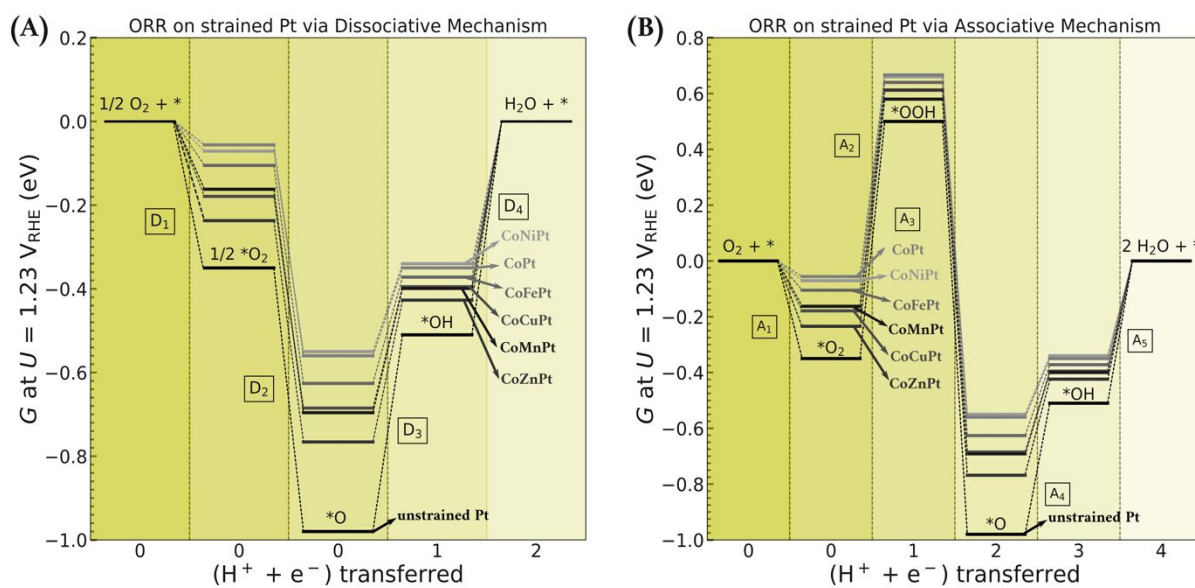 (A)
ORR on strained Pt via Dissociative Mechanism
0.2
0.0
−0.2
−0.4
−0.6
−0.8
−1.0
G at U = 1.23 V_RHE (eV)
1/2 O₂ + *
H₂O + *
D₁
D₄
1/2 *O₂
CoNiPt
CoPt
CoFePt
*OH
CoCuPt
CoMnPt
CoZnPt
D₂
D₃
*O
unstrained Pt
0 0 0 1 2
(H⁺ + e⁻) transferred
(B)
ORR on strained Pt via Associative Mechanism
0.8
0.6
0.4
0.2
0.0
−0.2
−0.4
−0.6
−0.8
−1.0
G at U = 1.23 V_RHE (eV)
*OOH
A₂
A₃
O₂ + *
2 H₂O + *
CoPt
CoNiPt
CoFePt
CoMnPt
A₁
*O₂
CoCuPt
A₅
CoZnPt
*OH
A₄
*O
unstrained Pt
0 0 1 2 3 4
(H⁺ + e⁻) transferred